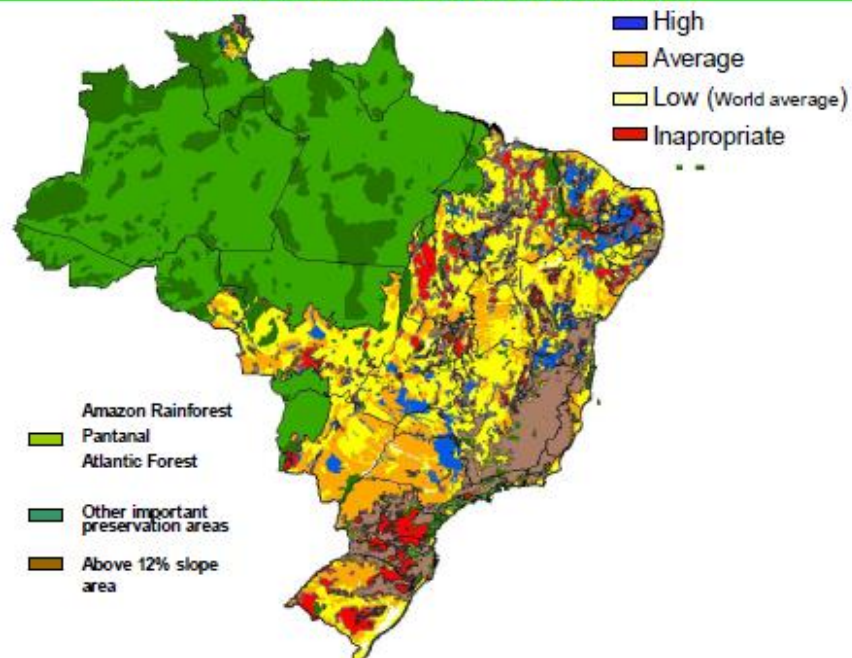 High
Average
Low (World average)
Inapropriate
Amazon Rainforest
Pantanal
Atlantic Forest
Other important
preservation areas
Above 12% slope
area